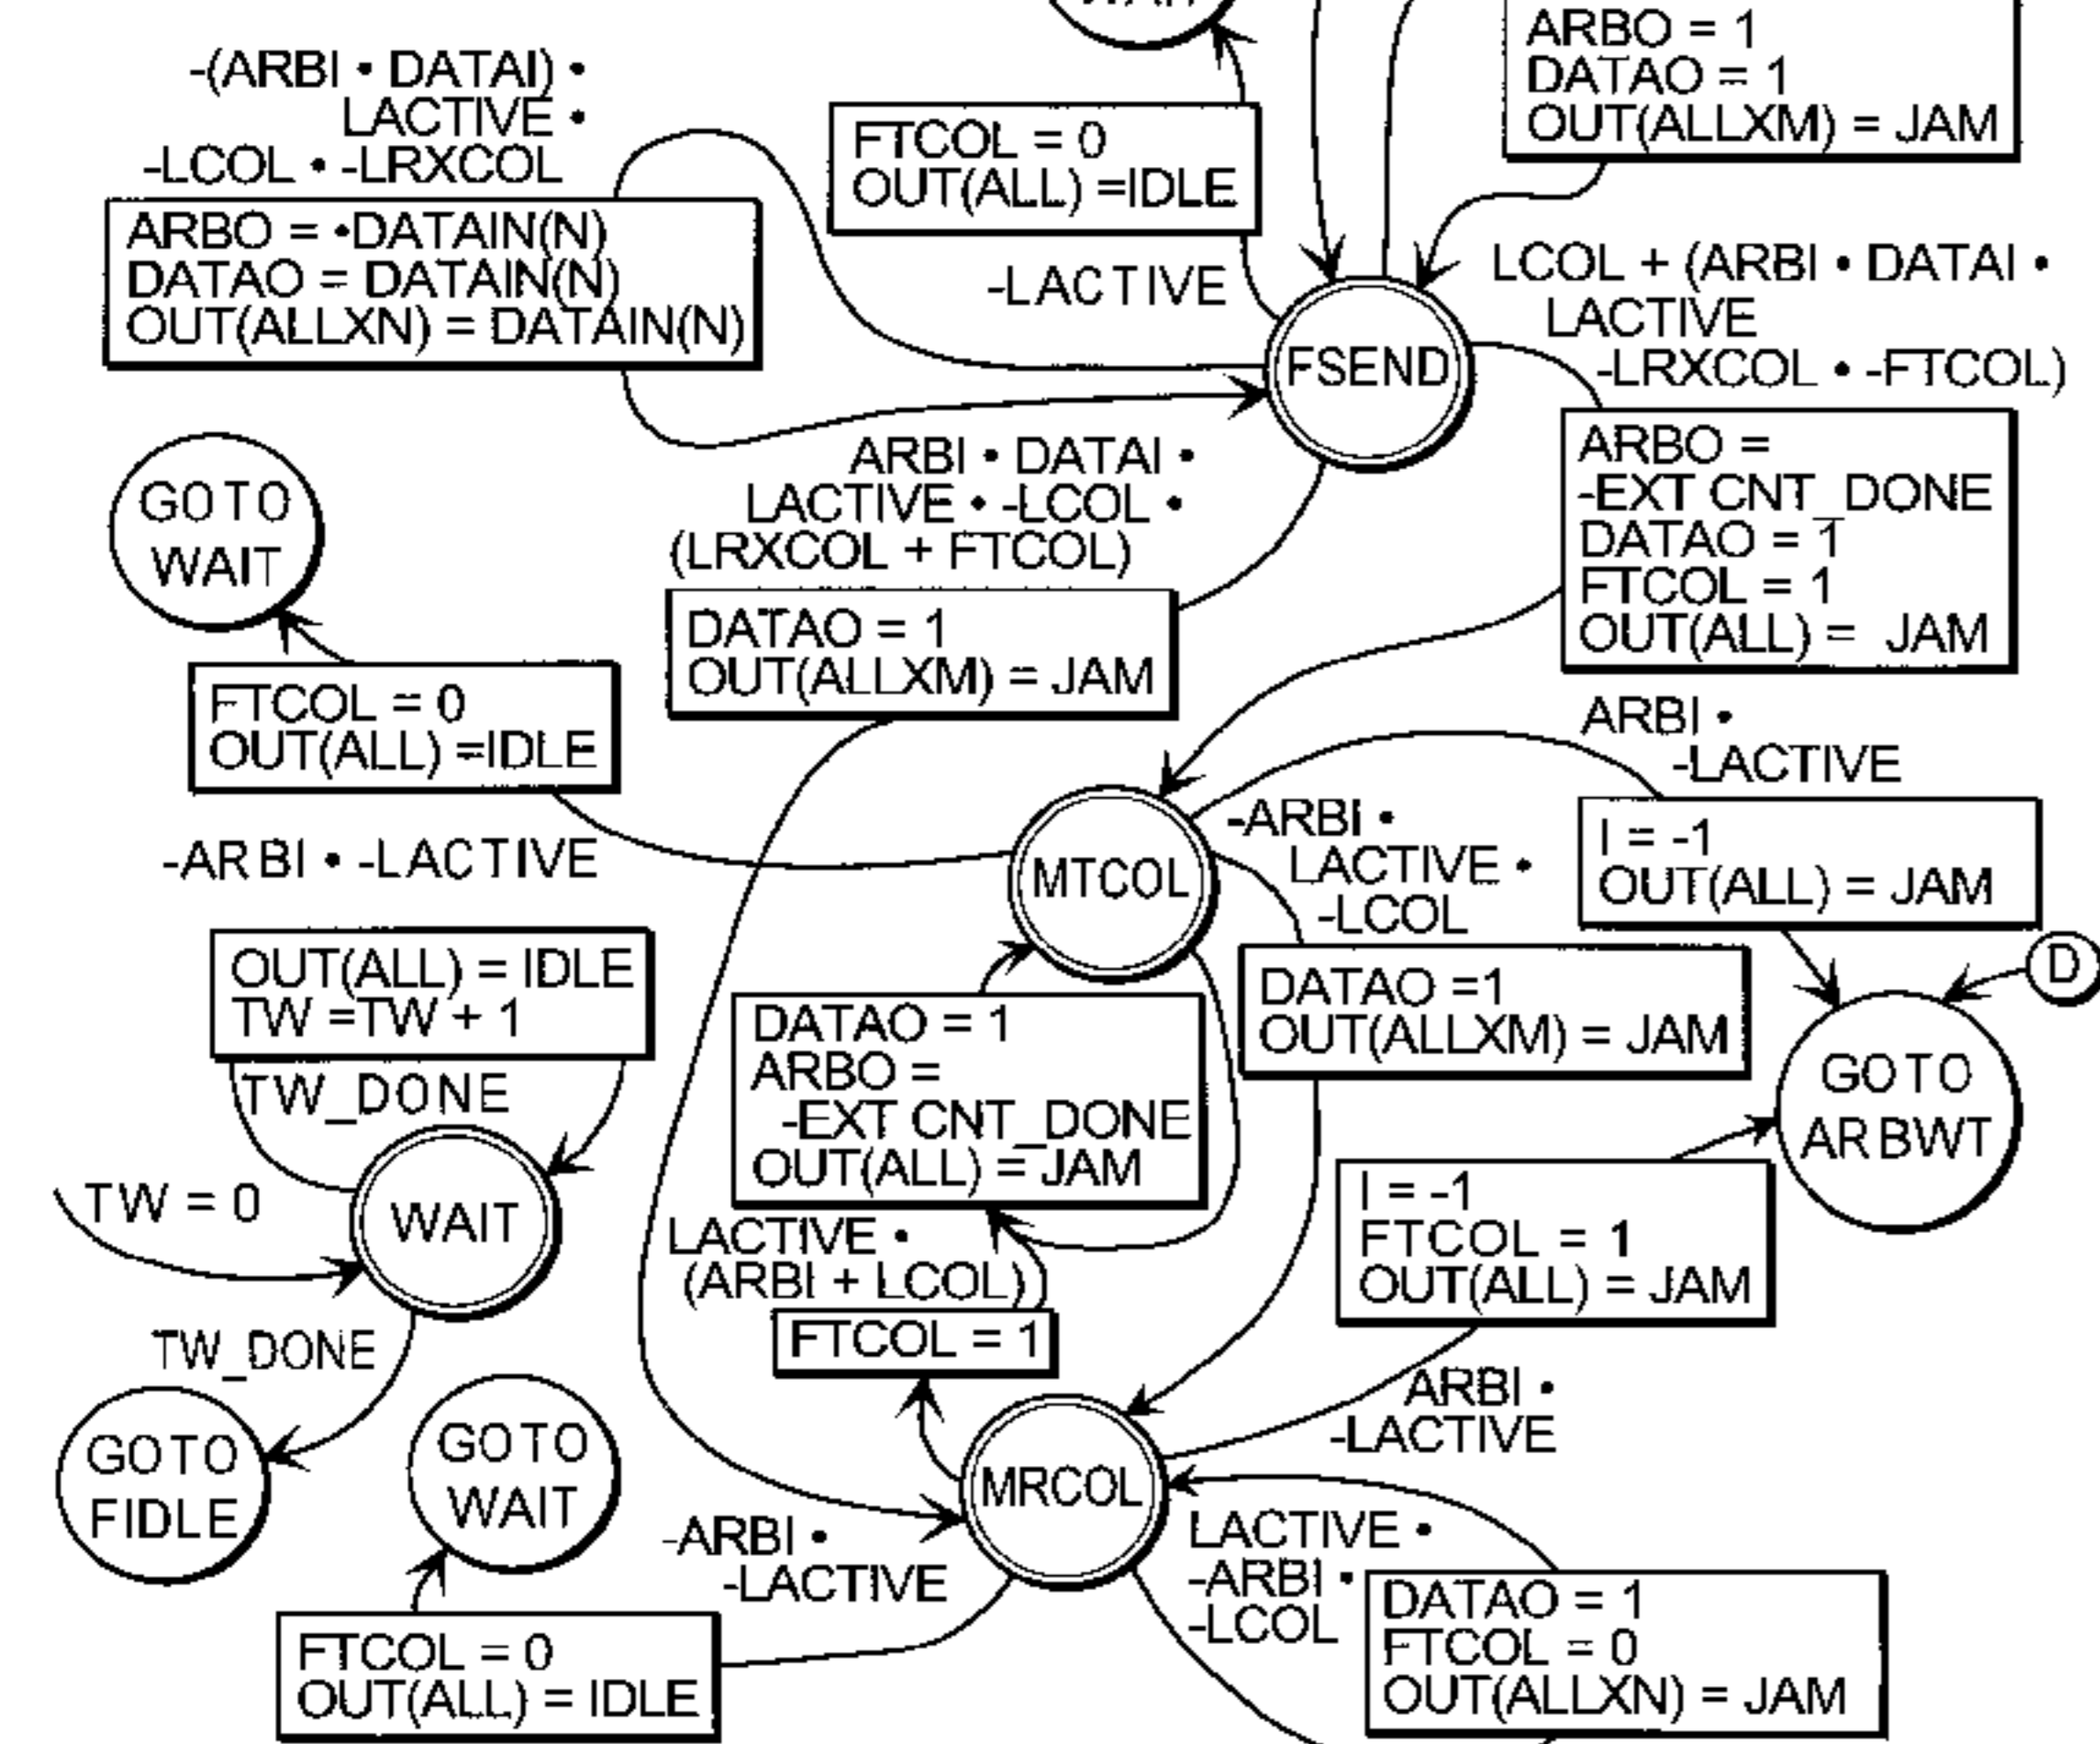 ARBO = 1
DATAO = 1
OUT(ALLXM) = JAM
-(ARBI • DATAI) •
LACTIVE •
-LCOL • -LRXCOL
FTCOL = 0
OUT(ALL) =IDLE
ARBO = •DATAIN(N)
DATAO = DATAIN(N)
OUT(ALLXN) = DATAIN(N)
-LACTIVE
LCOL + (ARBI • DATAI •
LACTIVE
-LRXCOL • -FTCOL)
FSEND
ARBO =
-EXT CNT_DONE
DATAO = 1
FTCOL = 1
OUT(ALL) = JAM
ARBI • DATAI •
LACTIVE • -LCOL •
(LRXCOL + FTCOL)
GOTO
WAIT
DATAO = 1
OUT(ALLXM) = JAM
FTCOL = 0
OUT(ALL) =IDLE
ARBI •
-LACTIVE
-ARBI • -LACTIVE
MTCOL
-ARBI •
LACTIVE •
-LCOL
I = -1
OUT(ALL) = JAM
D
OUT(ALL) = IDLE
TW =TW + 1
TW_DONE
DATAO = 1
ARBO =
-EXT CNT_DONE
OUT(ALL) = JAM
DATAO =1
OUT(ALLXM) = JAM
GOTO
ARBWT
TW = 0
WAIT
LACTIVE •
(ARBI + LCOL)
I = -1
FTCOL = 1
OUT(ALL) = JAM
FTCOL = 1
TW_DONE
GOTO
FIDLE
GOTO
WAIT
ARBI •
-LACTIVE
MRCOL
-ARBI •
-LACTIVE
LACTIVE •
-ARBI •
-LCOL
DATAO = 1
FTCOL = 0
OUT(ALLXN) = JAM
FTCOL = 0
OUT(ALL) = IDLE